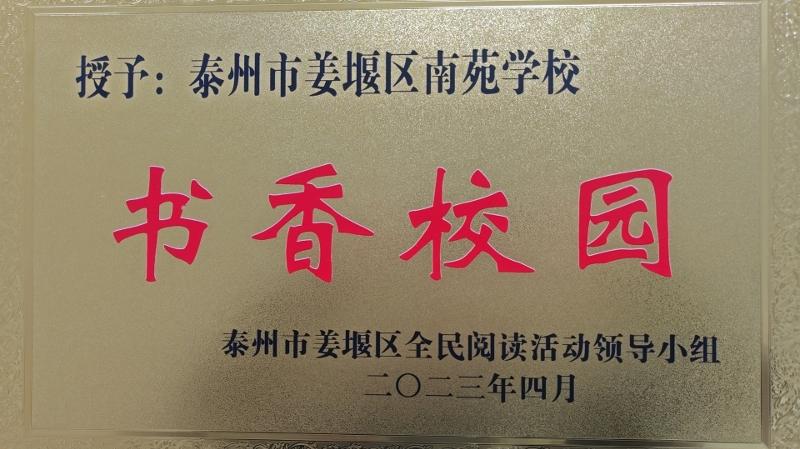 授予：泰州市姜堰区南苑学校
书香校园
泰州市姜堰区全民阅读活动领导小组
二〇二三年四月